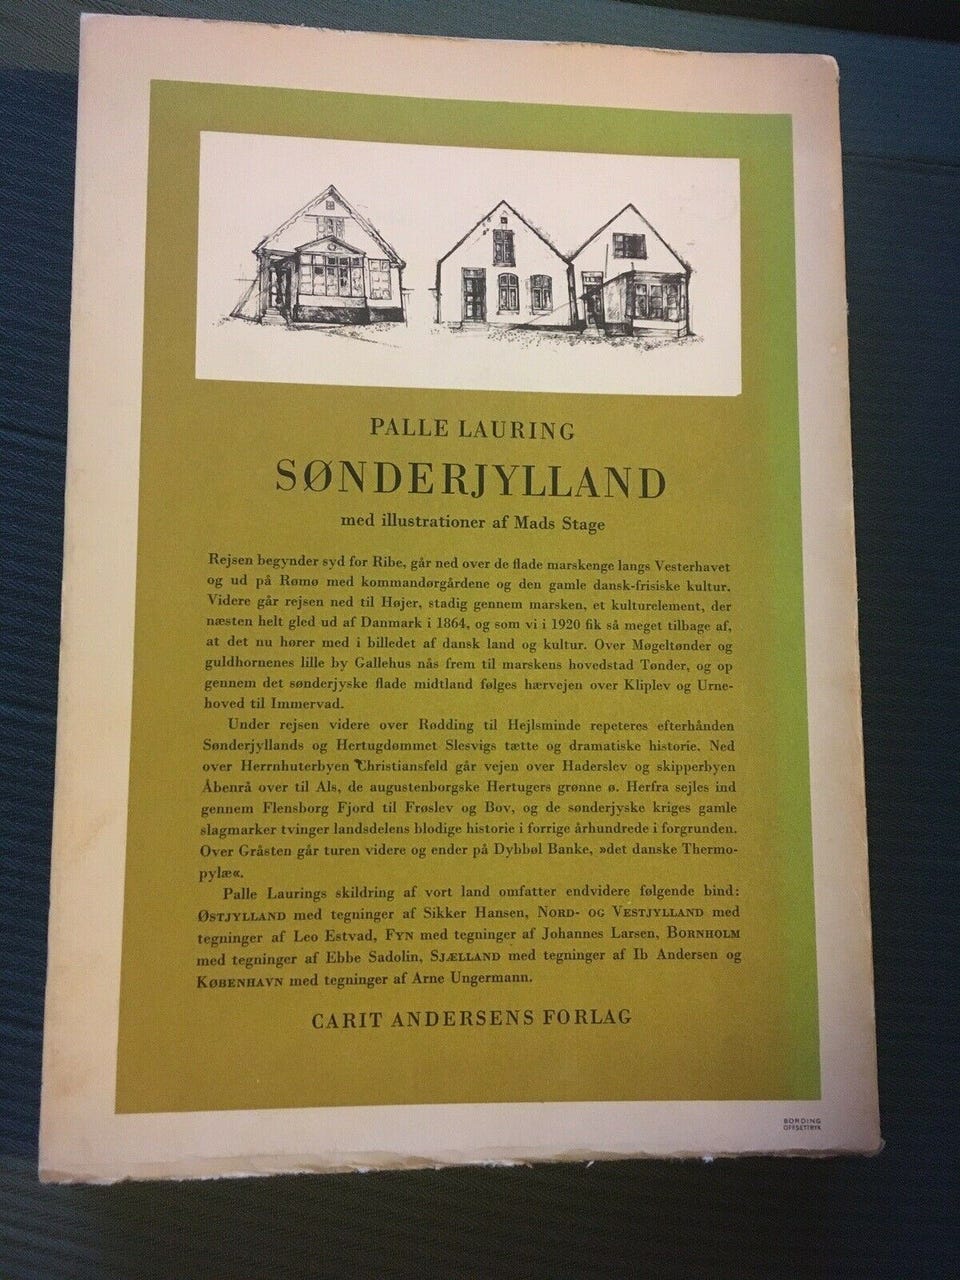 PALLE LAURING
SØNDERJYLLAND
med illustrationer af Mads Stage
Rejsen begynder syd for Ribe, går ned over de flade marskenge langs Vesterhavet
og ud på Rømø med kommandørgårdene og den gamle dansk-frisiske kultur.
Videre går rejsen ned til Højer, stadig gennem marsken, et kulturelement, der
næsten helt gled ud af Danmark i 1864, og som vi i 1920 fik så meget tilbage af,
at det nu hører med i billedet af dansk land og kultur. Over Møgeltønder og
guldhornenes lille by Gallehus nås frem til marskens hovedstad Tønder, og op
gennem det sønderjyske flade midtland følges hærvejen over Kliplev og Urne-
hoved til Immervad.
Under rejsen videre over Rødding til Hejlsminde repeteres efterhånden
Sønderjyllands og Hertugdømmet Slesvigs tætte og dramatiske historie. Ned
over Herrnhuterbyen Christiansfeld går vejen over Haderslev og skipperbyen
Åbenrå over til Als, de augustenborgske Hertugers grønne ø. Herfra sejles ind
gennem Flensborg Fjord til Frøslev og Bov, og de sønderjyske kriges gamle
slagmarker tvinger landsdelens blodige historie i forrige århundrede i forgrunden.
Over Gråsten går turen videre og ender på Dybbøl Banke, »det danske Thermo-
pylæ«.
Palle Laurings skildring af vort land omfatter endvidere følgende bind:
ØSTJYLLAND med tegninger af Sikker Hansen, NORD- OG VESTJYLLAND med
tegninger af Leo Estvad, FYN med tegninger af Johannes Larsen, BORNHOLM
med tegninger af Ebbe Sadolin, SJÆLLAND med tegninger af Ib Andersen og
KØBENHAVN med tegninger af Arne Ungermann.
CARIT ANDERSENS FORLAG
BORDING
OFFSETTRYK